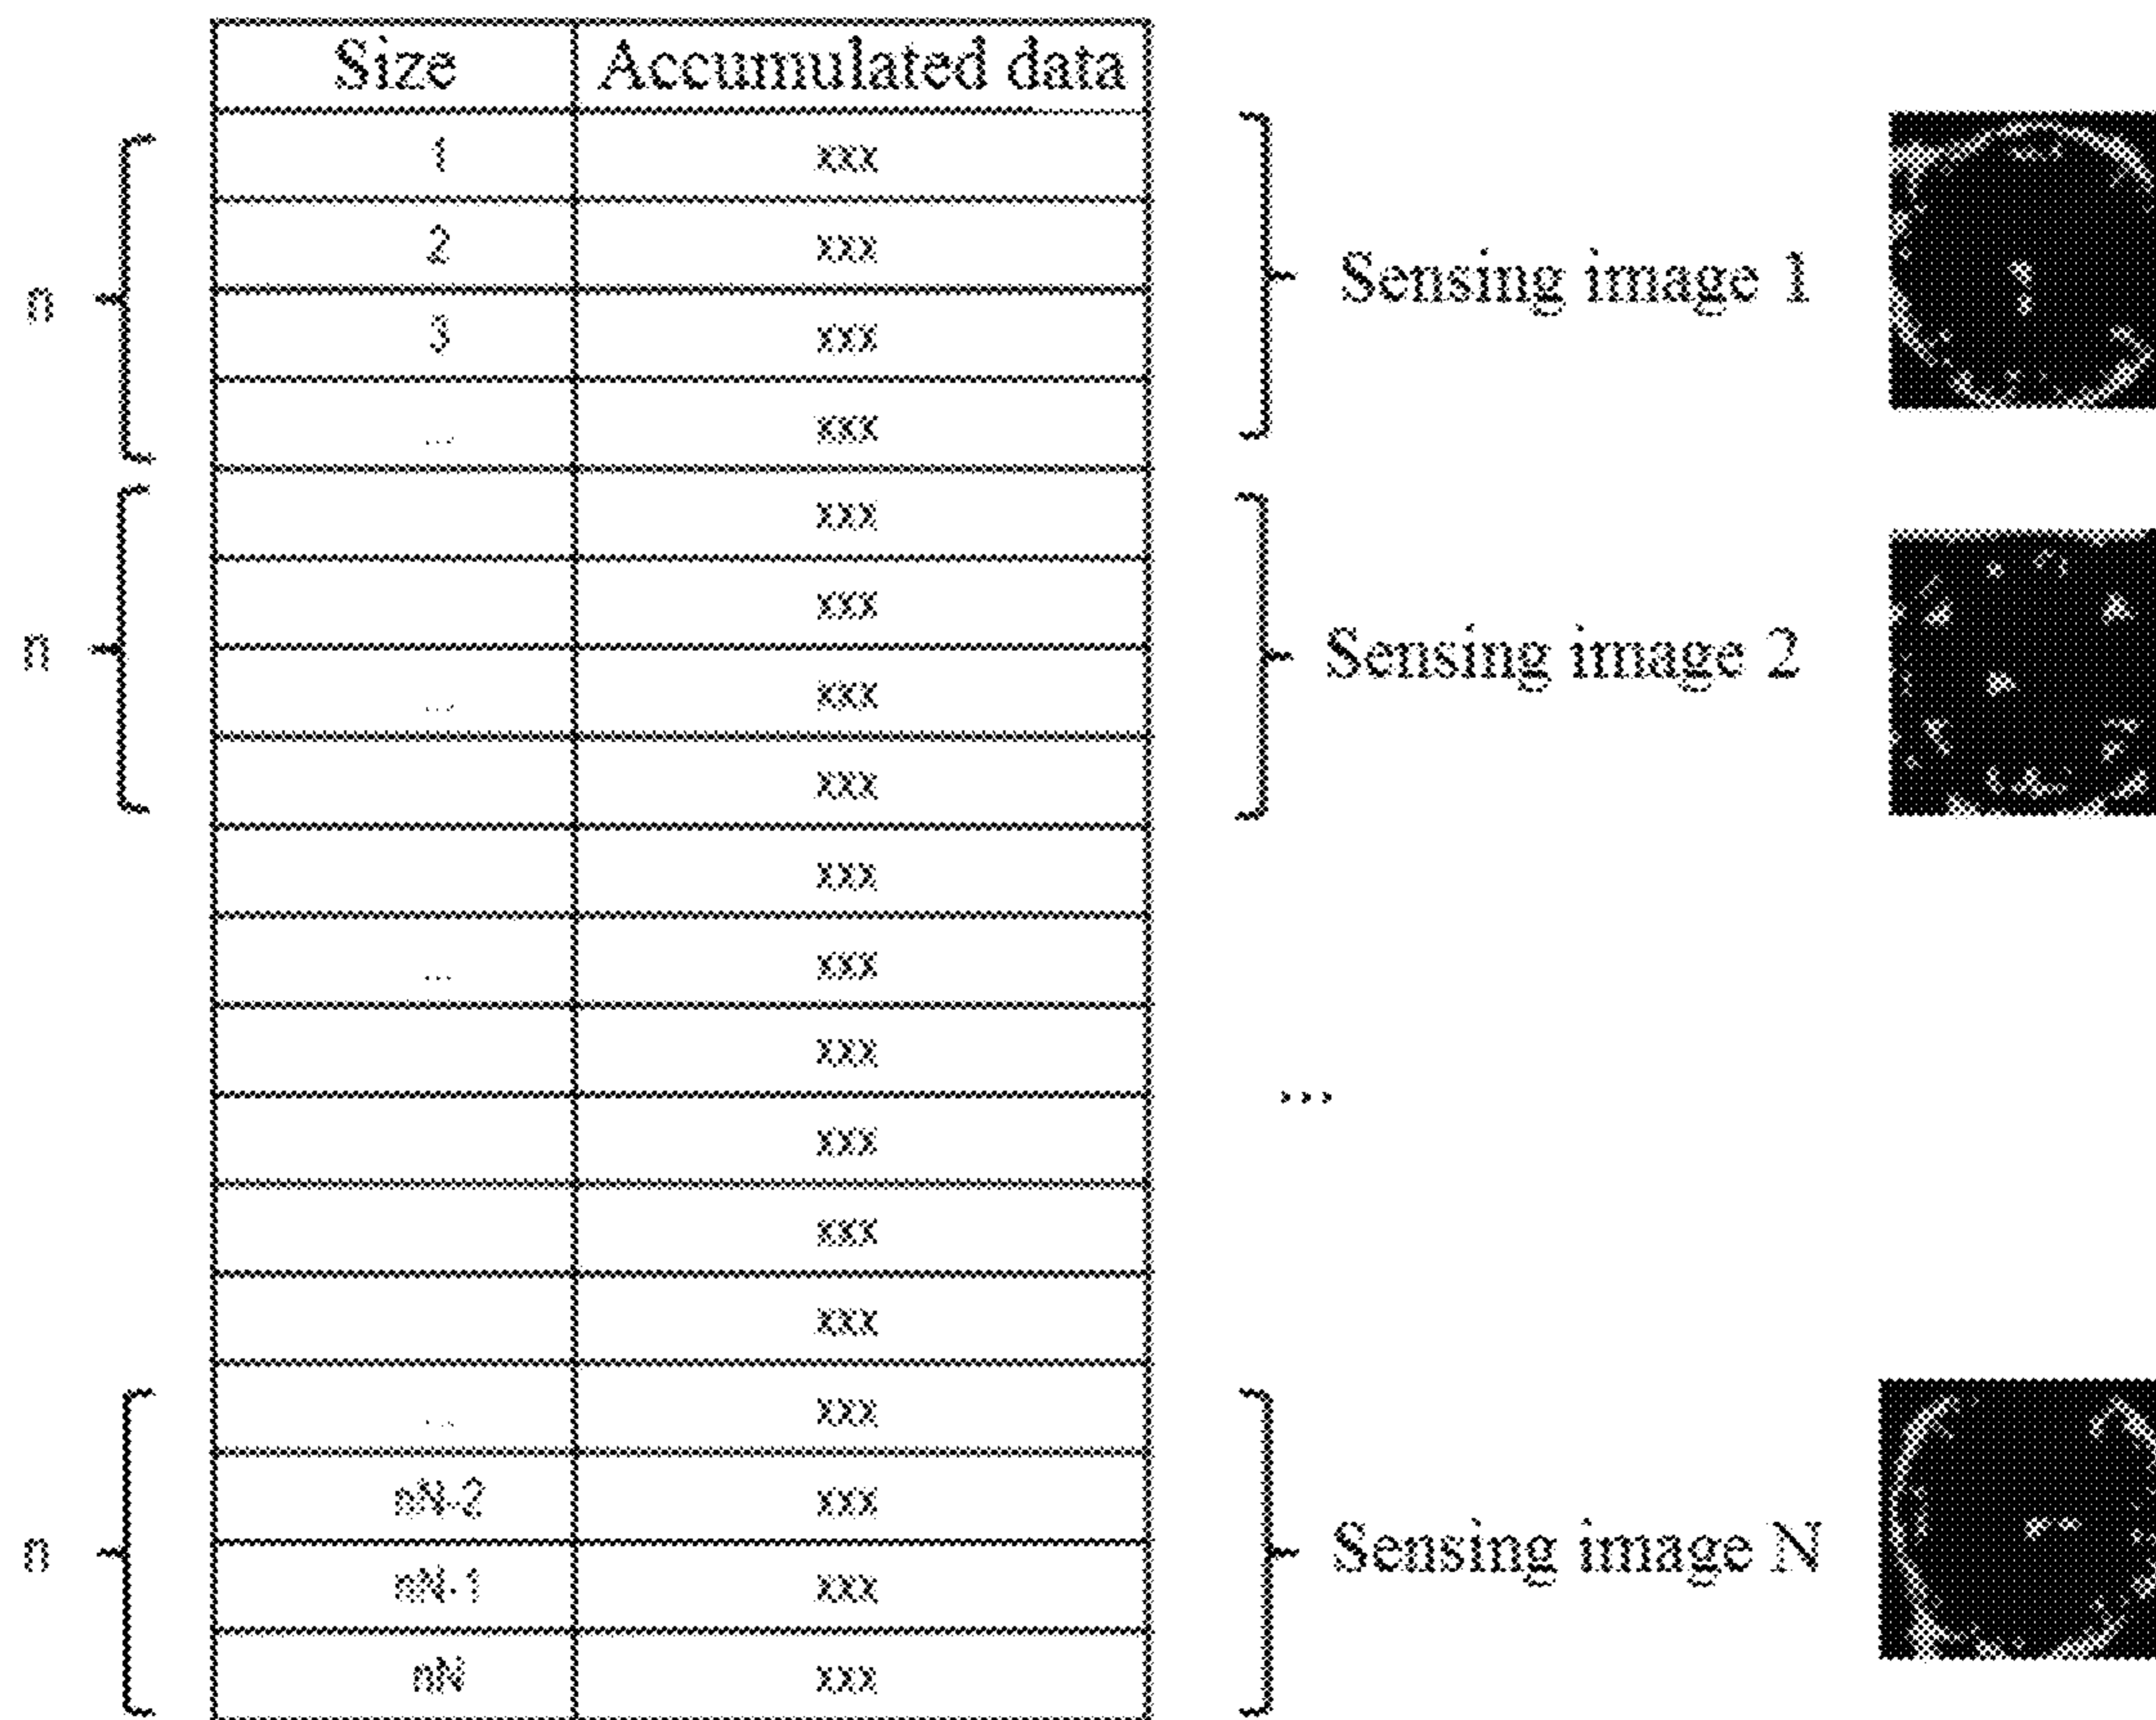 Size Accumulated data
1 xxx
2 xxx
n
3 xxx
Sensing image 1
... xxx
xxx
xxx
n
... xxx
Sensing image 2
xxx
xxx
... xxx
xxx
xxx
...
xxx
xxx
... xxx
nN-2 xxx
n
nN-1 xxx
Sensing image N
nN xxx